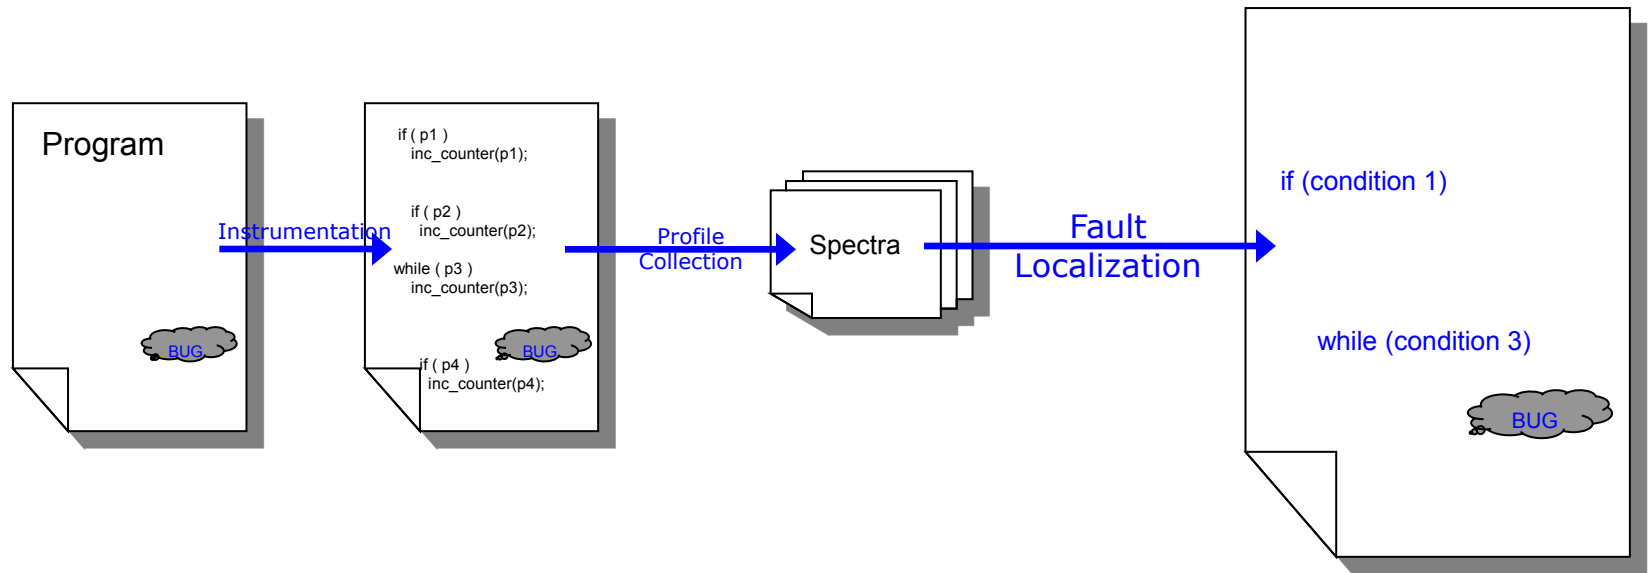 Program
BUG
Instrumentation
if ( p1 )
inc_counter(p1);
if ( p2 )
inc_counter(p2);
while ( p3 )
inc_counter(p3);
BUG
if ( p4 )
inc_counter(p4);
Profile
Collection
Spectra
Fault
Localization
if (condition 1)
while (condition 3)
BUG